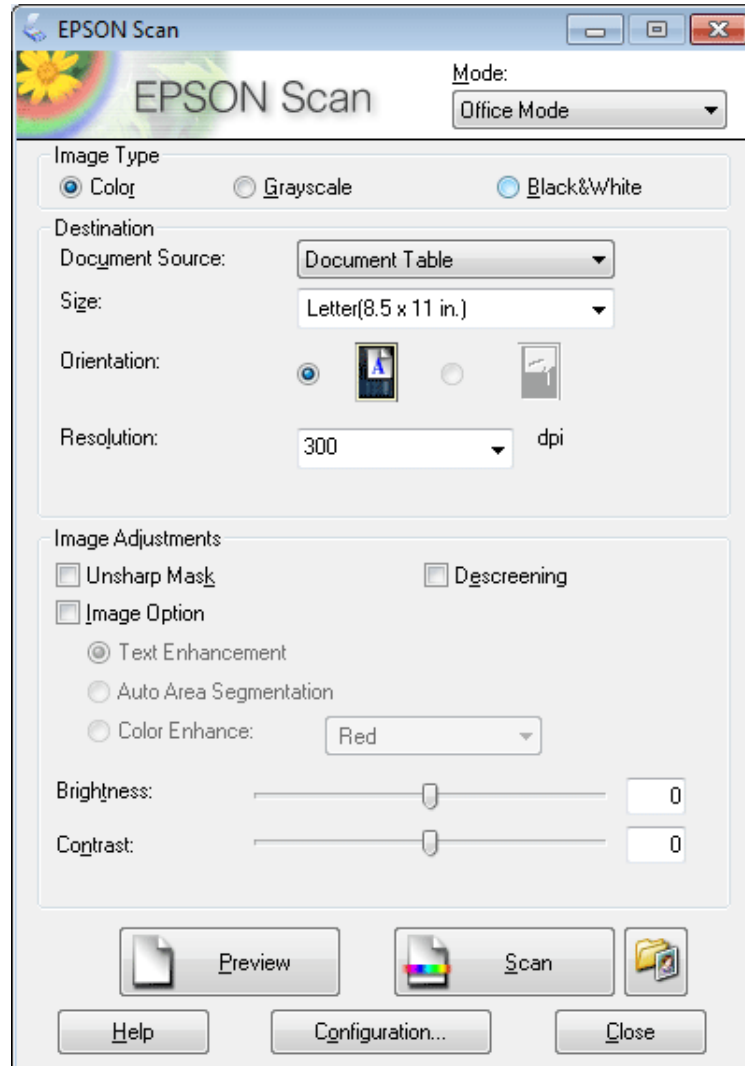 EPSON Scan
EPSON Scan
Mode:
Office Mode
Image Type
Color Grayscale Black&White
Destination
Document Source: Document Table
Size: Letter(8.5 x 11 in.)
Orientation: A
Resolution: 300 dpi
Image Adjustments
Unsharp Mask Descreening
Image Option
Text Enhancement
Auto Area Segmentation
Color Enhance: Red
Brightness: 0
Contrast: 0
Preview Scan
Help Configuration... Close